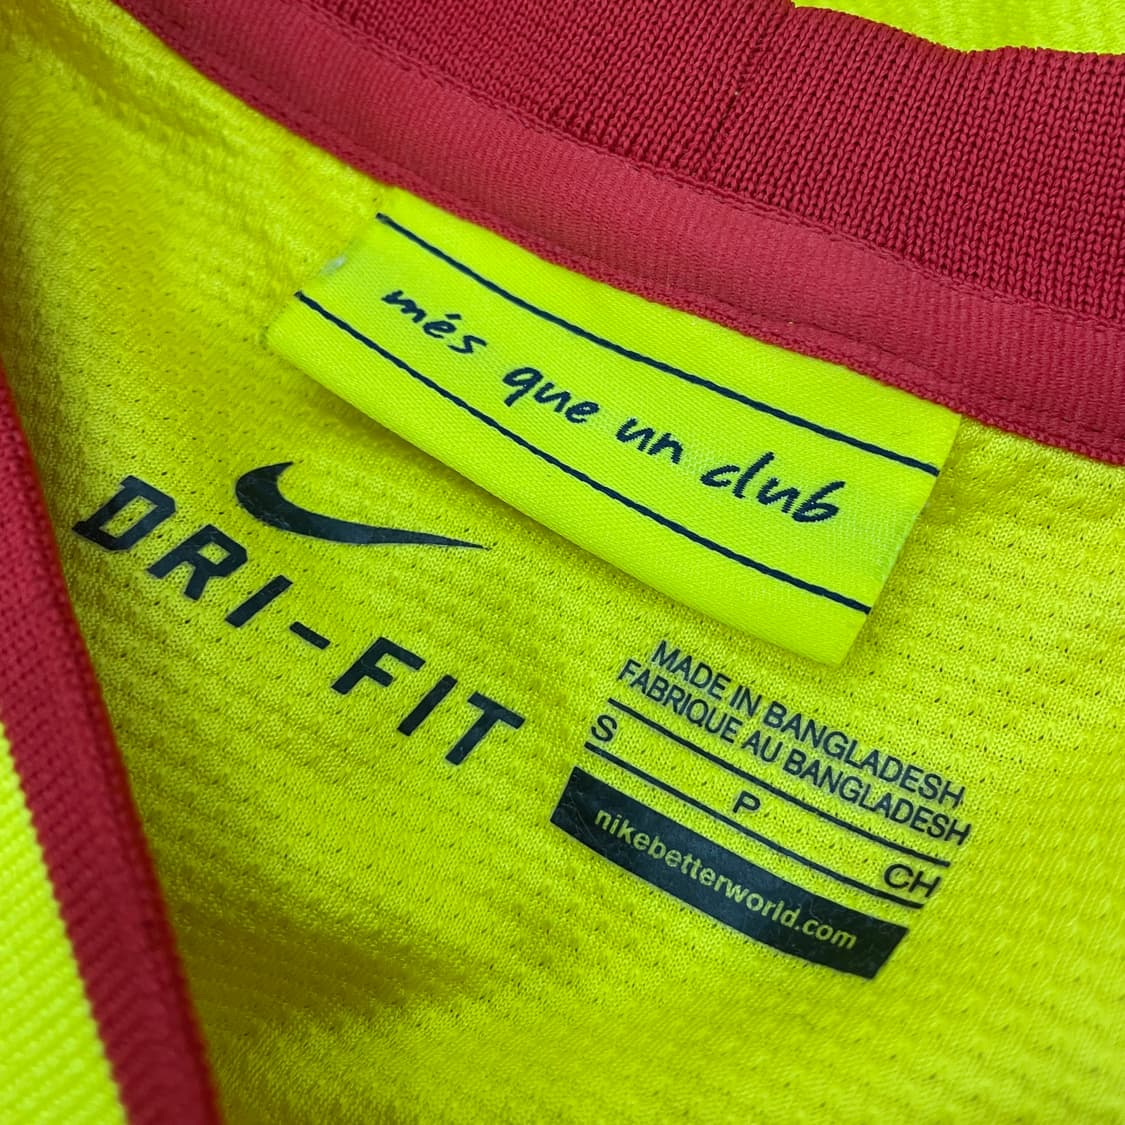 més que un club
DRI-FIT
MADE IN BANGLADESH
FABRIQUE AU BANGLADESH
S P CH
nikebetterworld.com